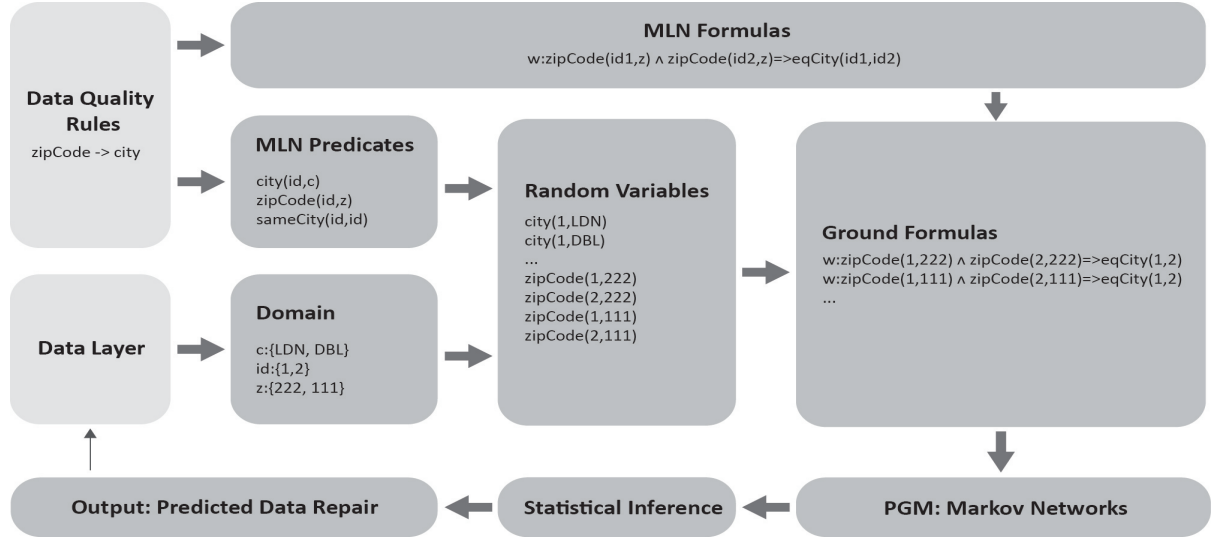 Data Quality
Rules
zipCode -> city
MLN Formulas
w:zipCode(id1,z) ∧ zipCode(id2,z)=>eqCity(id1,id2)
MLN Predicates
city(id,c)
zipCode(id,z)
sameCity(id,id)
Data Layer
Domain
c:{LDN, DBL}
id:{1,2}
z:{222, 111}
Random Variables
city(1,LDN)
city(1,DBL)
...
zipCode(1,222)
zipCode(2,222)
zipCode(1,111)
zipCode(2,111)
Ground Formulas
w:zipCode(1,222) ∧ zipCode(2,222)=>eqCity(1,2)
w:zipCode(1,111) ∧ zipCode(2,111)=>eqCity(1,2)
...
Output: Predicted Data Repair
Statistical Inference
PGM: Markov Networks